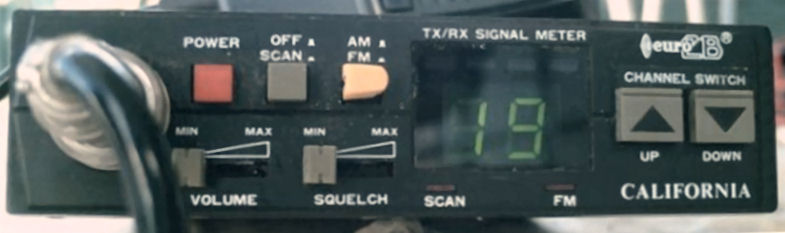 POWER
OFF
SCAN
AM
FM
TX/RX SIGNAL METER
euroCB®
CHANNEL SWITCH
19
MIN MAX
MIN MAX
UP DOWN
VOLUME
SQUELCH
SCAN
FM
CALIFORNIA